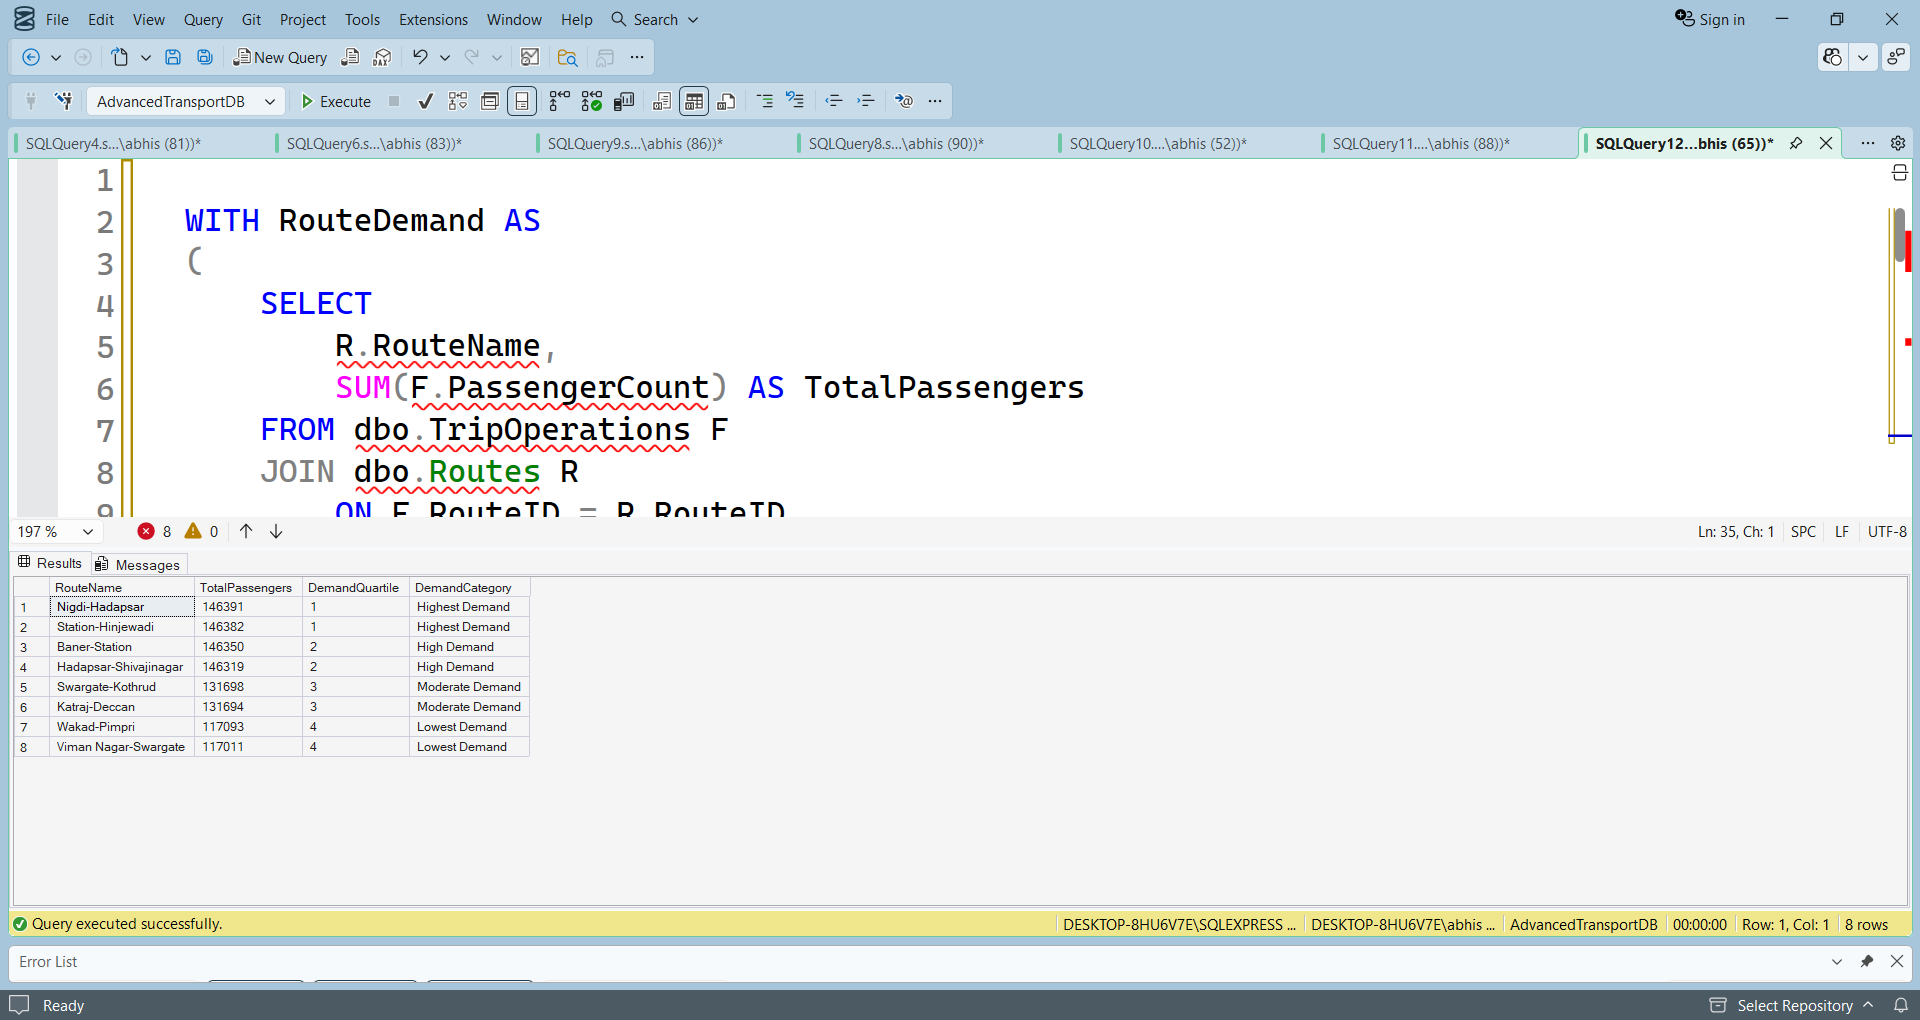 File Edit View Query Git Project Tools Extensions Window Help Search Sign in
New Query
AdvancedTransportDB Execute
SQLQuery4.s...\abhis (81))* SQLQuery6.s...\abhis (83))* SQLQuery9.s...\abhis (86))* SQLQuery8.s...\abhis (90))* SQLQuery10....\abhis (52))* SQLQuery11....\abhis (88))* SQLQuery12...bhis (65))*
1
2 WITH RouteDemand AS
3 (
4 SELECT
5 R.RouteName,
6 SUM(F.PassengerCount) AS TotalPassengers
7 FROM dbo.TripOperations F
8 JOIN dbo.Routes R
9 ON F.RouteID = R.RouteID
197 % 8 0 Ln: 35, Ch: 1 SPC LF UTF-8
Results Messages
RouteName TotalPassengers DemandQuartile DemandCategory
1 Nigdi-Hadapsar 146391 1 Highest Demand
2 Station-Hinjewadi 146382 1 Highest Demand
3 Baner-Station 146350 2 High Demand
4 Hadapsar-Shivajinagar 146319 2 High Demand
5 Swargate-Kothrud 131698 3 Moderate Demand
6 Katraj-Deccan 131694 3 Moderate Demand
7 Wakad-Pimpri 117093 4 Lowest Demand
8 Viman Nagar-Swargate 117011 4 Lowest Demand
Query executed successfully. DESKTOP-8HU6V7E\SQLEXPRESS ... DESKTOP-8HU6V7E\abhis ... AdvancedTransportDB 00:00:00 Row: 1, Col: 1 8 rows
Error List
Ready Select Repository